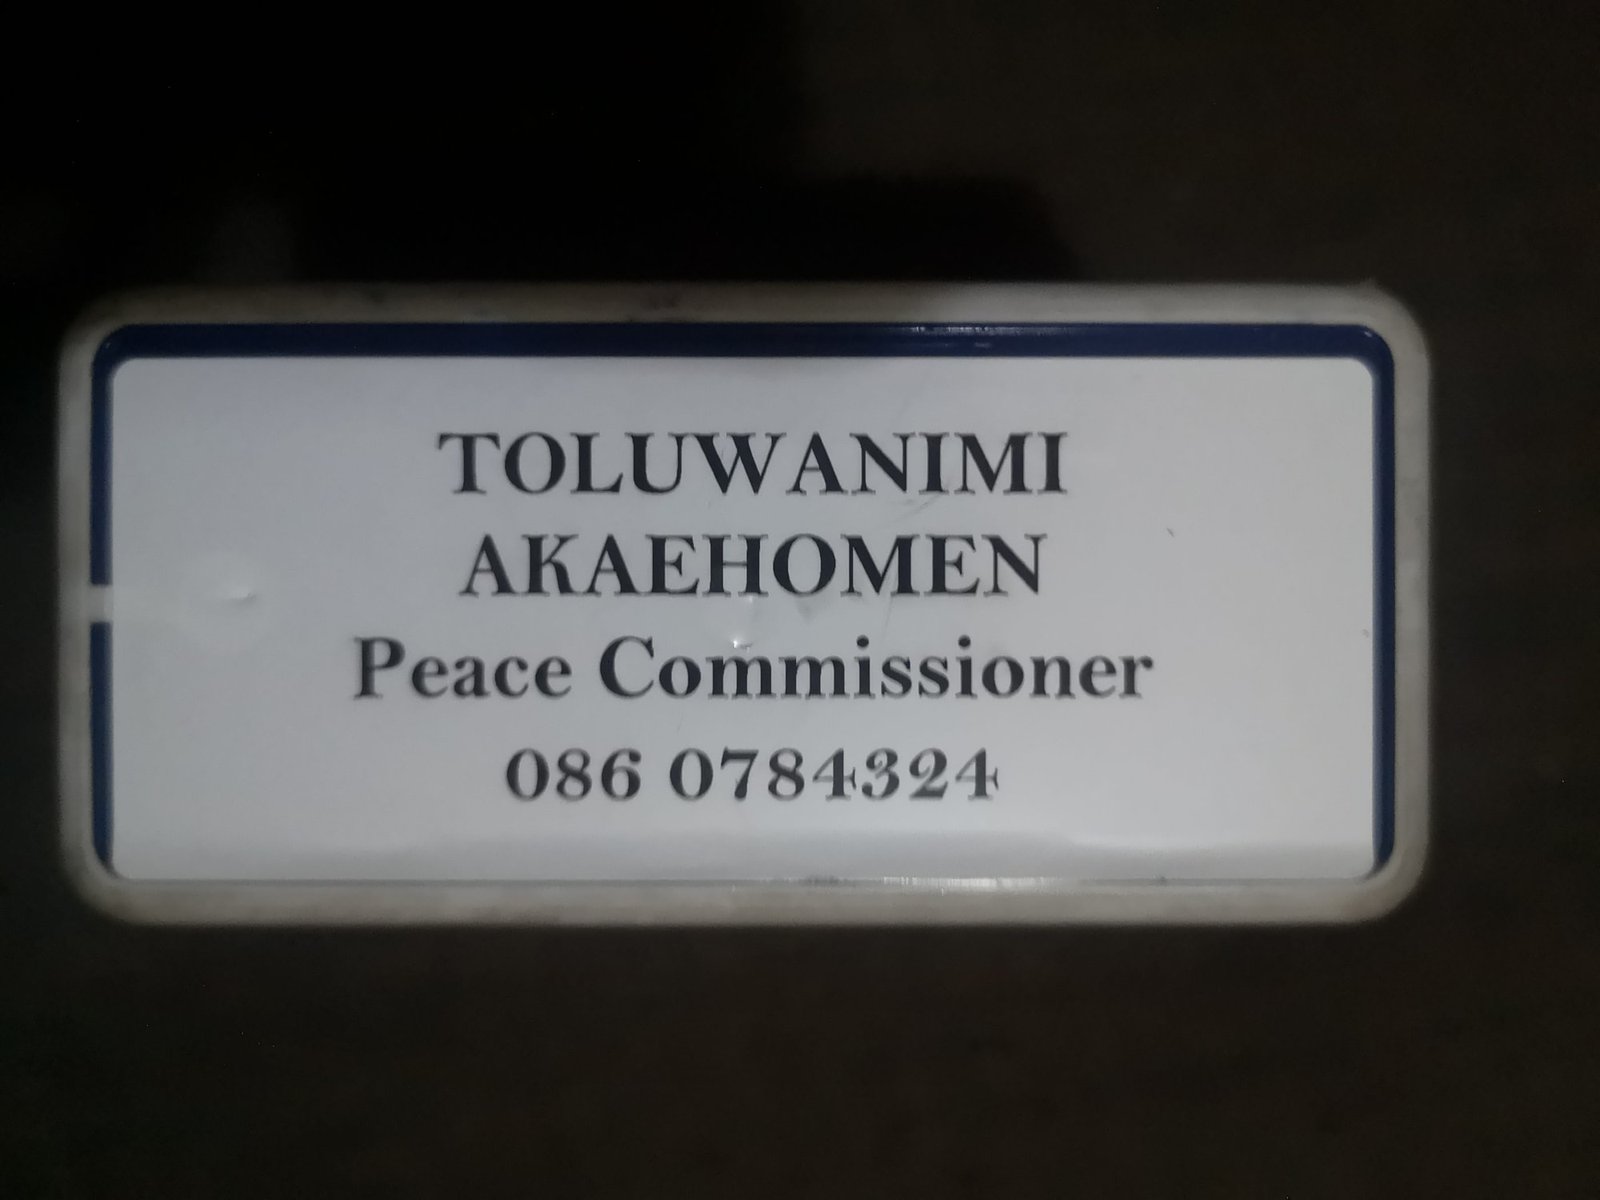 TOLUWANIMI
AKAEHOMEN
Peace Commissioner
086 0784324